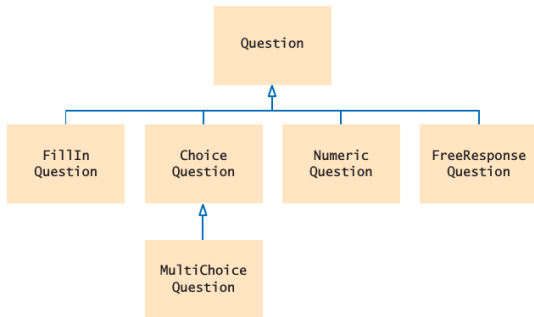 Question
FillIn
Question
Choice
Question
Numeric
Question
FreeResponse
Question
MultiChoice
Question